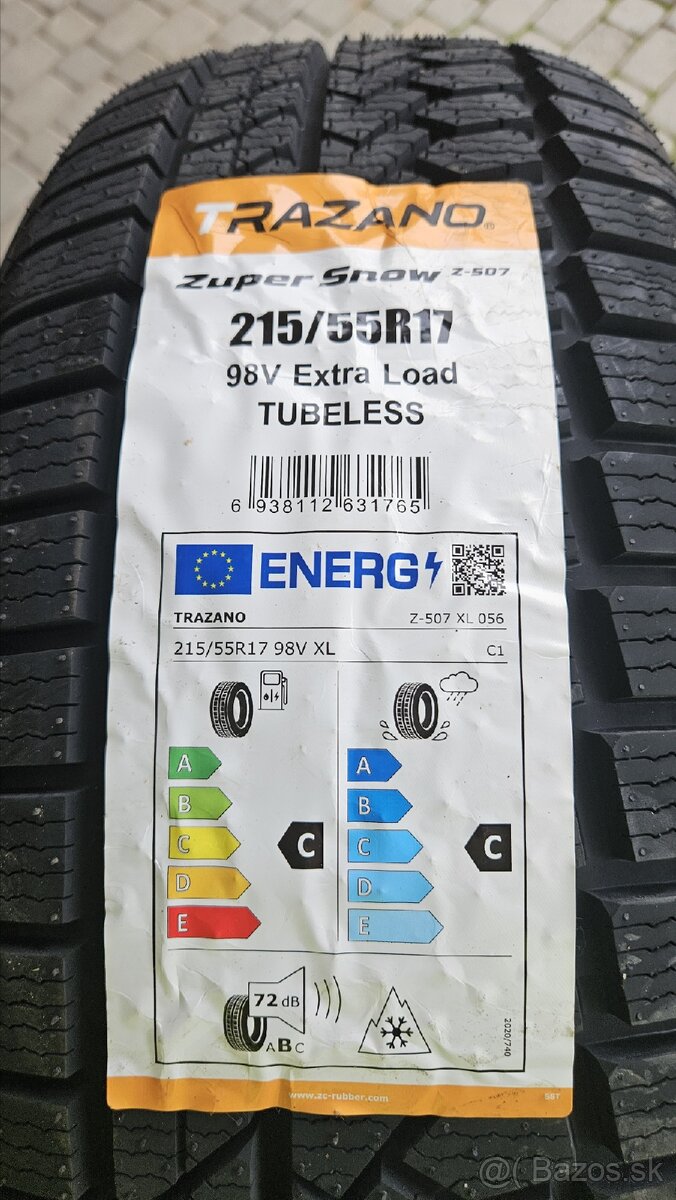 TRAZANO®
Zuper Snow Z-507
215/55R17
98V Extra Load
TUBELESS
6 938112 631765
ENERG
TRAZANO Z-507 XL 056
215/55R17 98V XL C1
A A
B B
C C C C
D D
E E
72 dB
ABC
2020/740
www.zc-rubber.com
58T
@( Bazos.sk